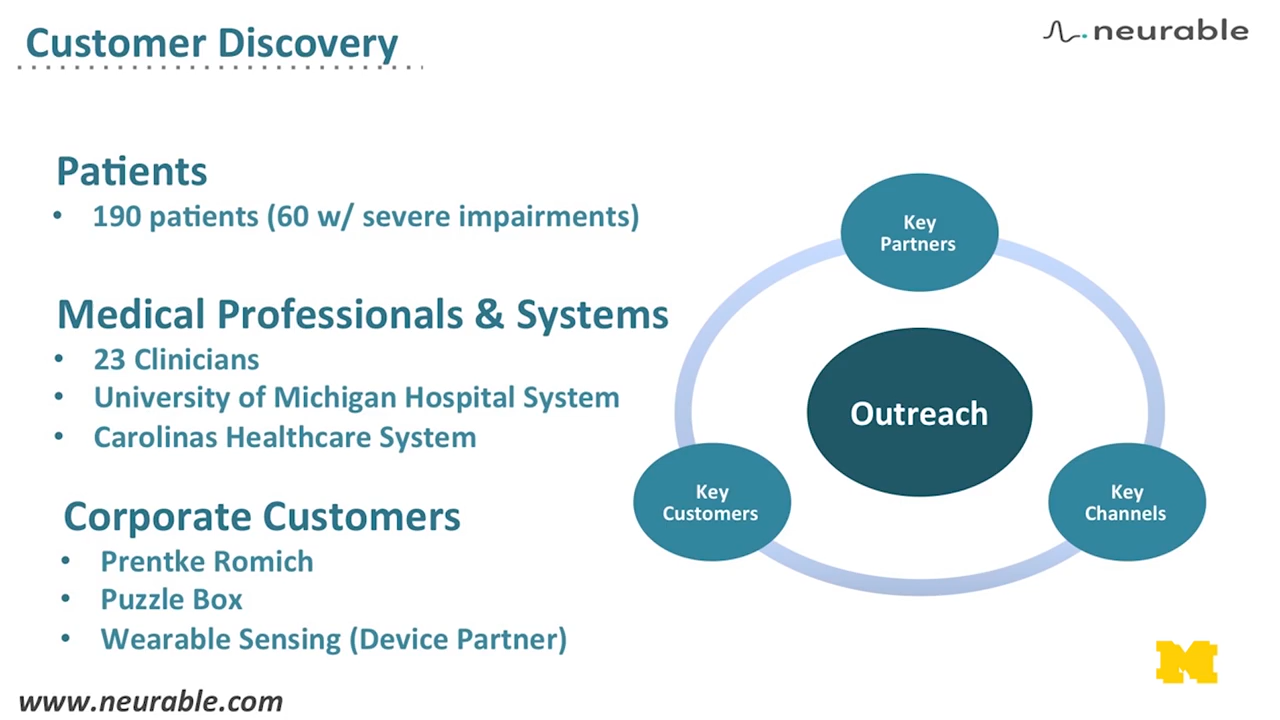 Customer Discovery
neurable
Patients
• 190 patients (60 w/ severe impairments)
Medical Professionals & Systems
• 23 Clinicians
• University of Michigan Hospital System
• Carolinas Healthcare System
Corporate Customers
• Prentke Romich
• Puzzle Box
• Wearable Sensing (Device Partner)
Key
Partners
Outreach
Key
Customers
Key
Channels
M
www.neurable.com